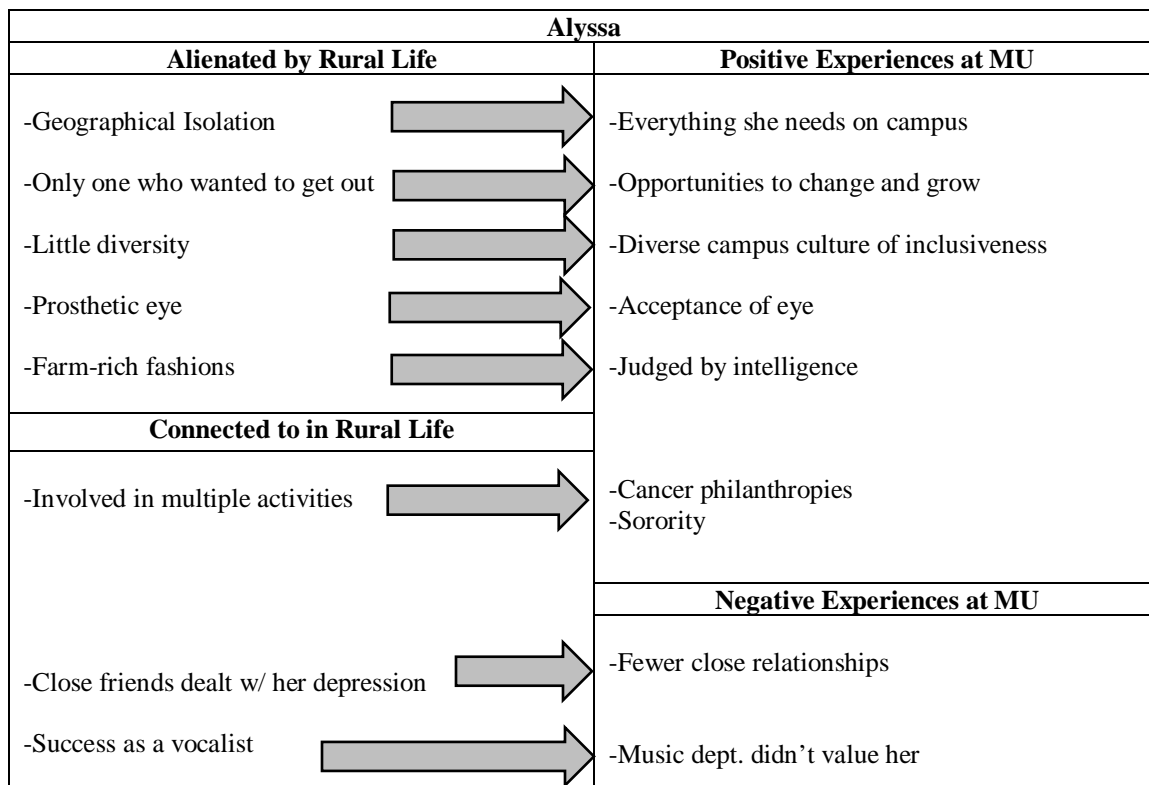 Alyssa
Alienated by Rural Life
Positive Experiences at MU
-Geographical Isolation
-Everything she needs on campus
-Only one who wanted to get out
-Opportunities to change and grow
-Little diversity
-Diverse campus culture of inclusiveness
-Prosthetic eye
-Acceptance of eye
-Farm-rich fashions
-Judged by intelligence
Connected to in Rural Life
-Involved in multiple activities
-Cancer philanthropies
-Sorority
Negative Experiences at MU
-Close friends dealt w/ her depression
-Fewer close relationships
-Success as a vocalist
-Music dept. didn’t value her